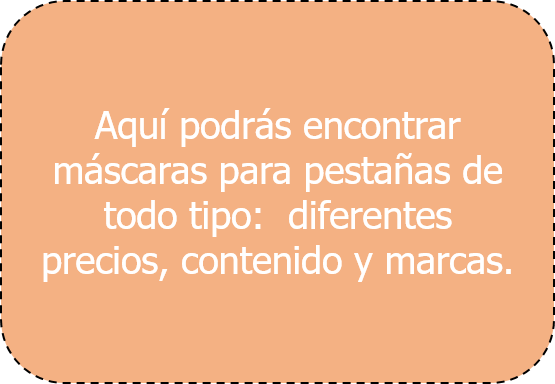 Aquí podrás encontrar
máscaras para pestañas de
todo tipo:  diferentes
precios, contenido y marcas.